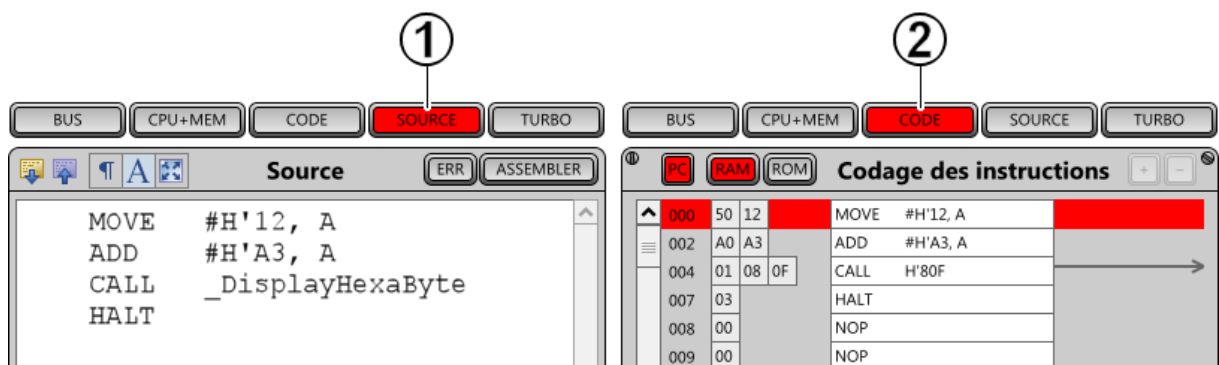 1
2
BUS CPU+MEM CODE SOURCE TURBO
Source ERR ASSEMBLER
¶ A
MOVE #H'12, A
ADD #H'A3, A
CALL _DisplayHexaByte
HALT
BUS CPU+MEM CODE SOURCE TURBO
PC RAM ROM Codage des instructions + -
000 50 12 MOVE #H'12, A
002 A0 A3 ADD #H'A3, A
004 01 08 0F CALL H'80F
007 03 HALT
008 00 NOP
009 00 NOP